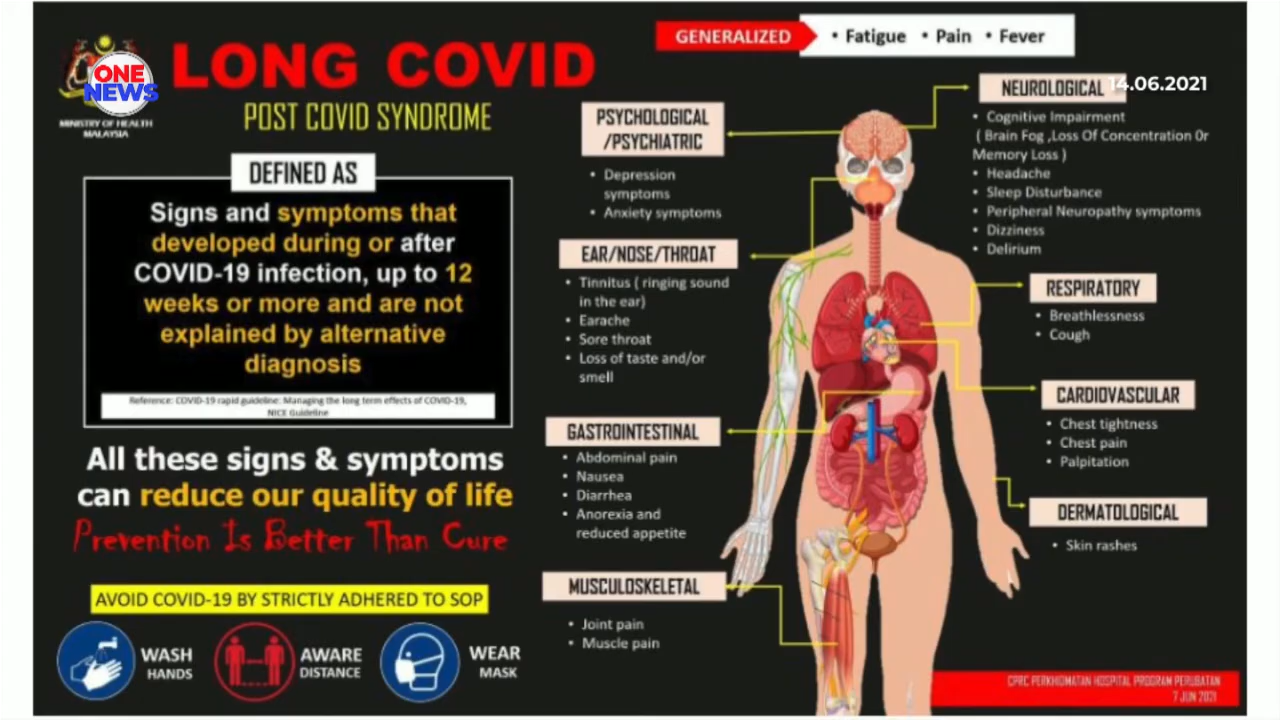 ONE
NEWS
MINISTRY OF HEALTH
MALAYSIA
LONG COVID
POST COVID SYNDROME
DEFINED AS
Signs and symptoms that
developed during or after
COVID-19 infection, up to 12
weeks or more and are not
explained by alternative
diagnosis
Reference: COVID-19 rapid guideline: Managing the long term effects of COVID-19,
NICE Guideline
All these signs & symptoms
can reduce our quality of life
Prevention Is Better Than Cure
AVOID COVID-19 BY STRICTLY ADHERED TO SOP
WASH
HANDS
AWARE
DISTANCE
WEAR
MASK
GENERALIZED
• Fatigue • Pain • Fever
PSYCHOLOGICAL
/PSYCHIATRIC
• Depression
symptoms
• Anxiety symptoms
EAR/NOSE/THROAT
• Tinnitus ( ringing sound
in the ear)
• Earache
• Sore throat
• Loss of taste and/or
smell
GASTROINTESTINAL
• Abdominal pain
• Nausea
• Diarrhea
• Anorexia and
reduced appetite
MUSCULOSKELETAL
• Joint pain
• Muscle pain
NEUROLOGICAL
14.06.2021
• Cognitive Impairment
( Brain Fog ,Loss Of Concentration 0r
Memory Loss )
• Headache
• Sleep Disturbance
• Peripheral Neuropathy symptoms
• Dizziness
• Delirium
RESPIRATORY
• Breathlessness
• Cough
CARDIOVASCULAR
• Chest tightness
• Chest pain
• Palpitation
DERMATOLOGICAL
• Skin rashes
CPRC PERKHIDMATAN HOSPITAL PROGRAM PERUBATAN
7 JUN 2021